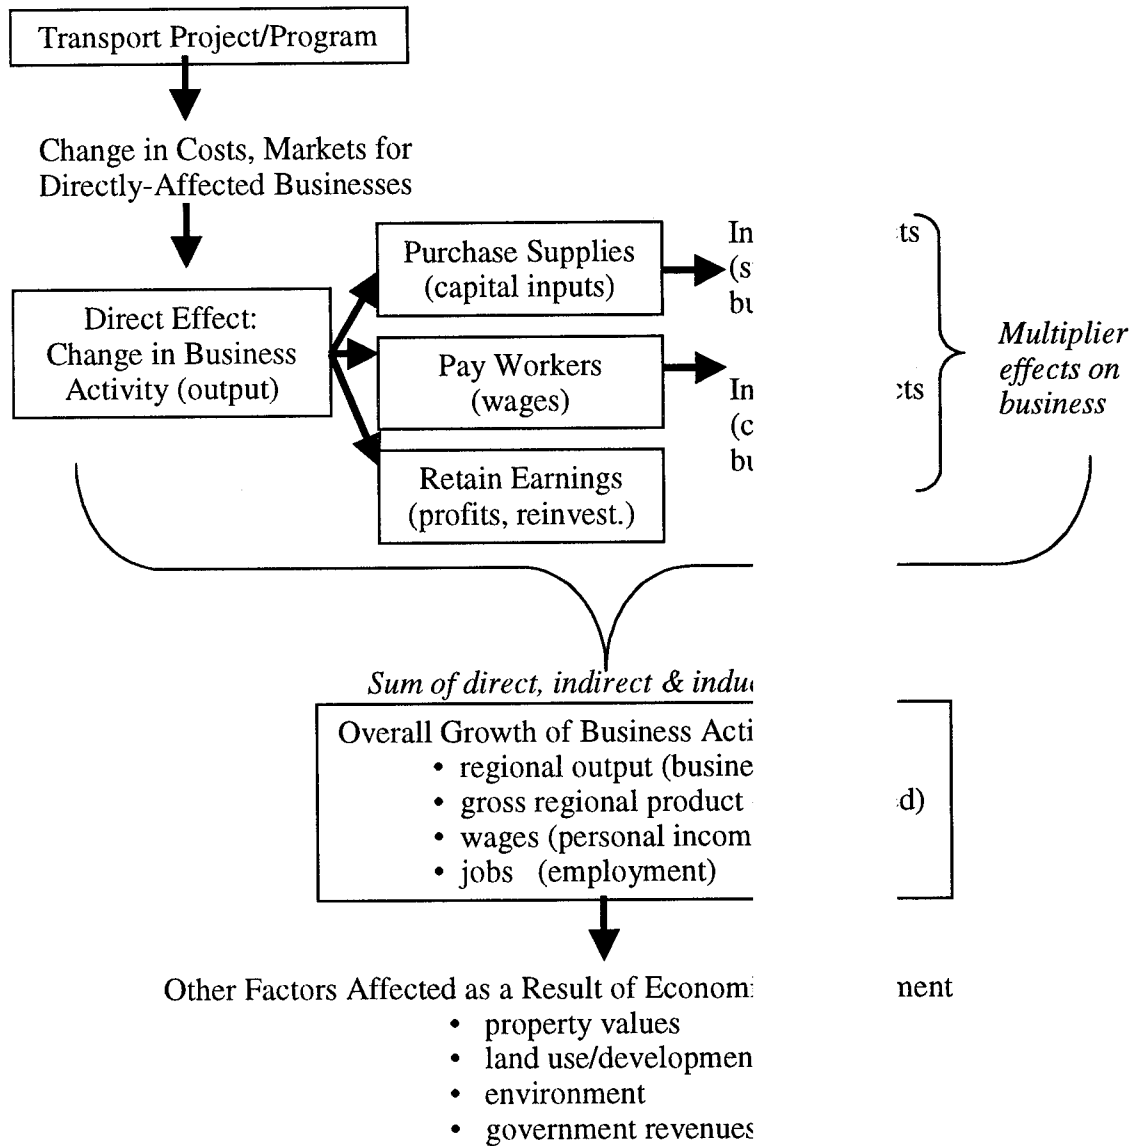 Transport Project/Program
Change in Costs, Markets for
Directly-Affected Businesses
Direct Effect:
Change in Business
Activity (output)
Purchase Supplies
(capital inputs)
Pay Workers
(wages)
Retain Earnings
(profits, reinvest.)
Multiplier
effects on
business
Sum of direct, indirect &
Overall Growth of Business
• regional output
• gross regional product
• wages (personal
• jobs (employment)
Other Factors Affected as a Result of
• property values
• land
• environment
• government revenues